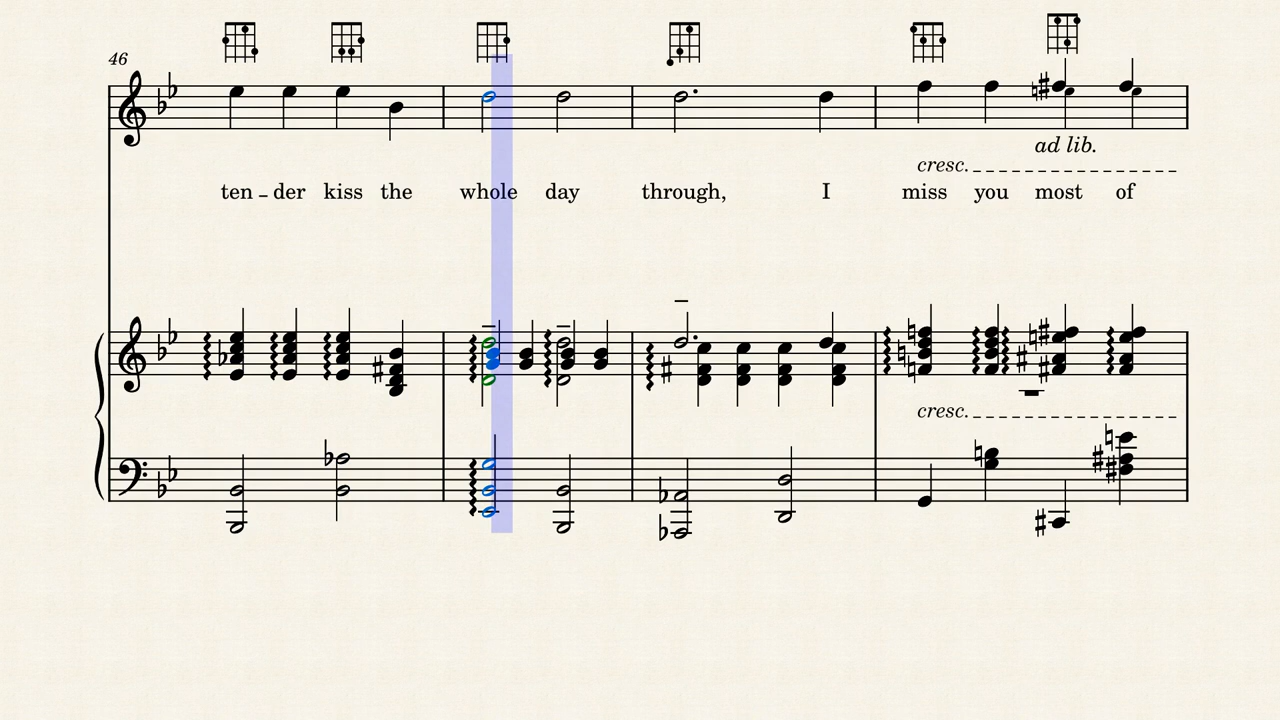 46
ad lib.
cresc.
ten - der kiss the whole day through, I miss you most of
cresc.